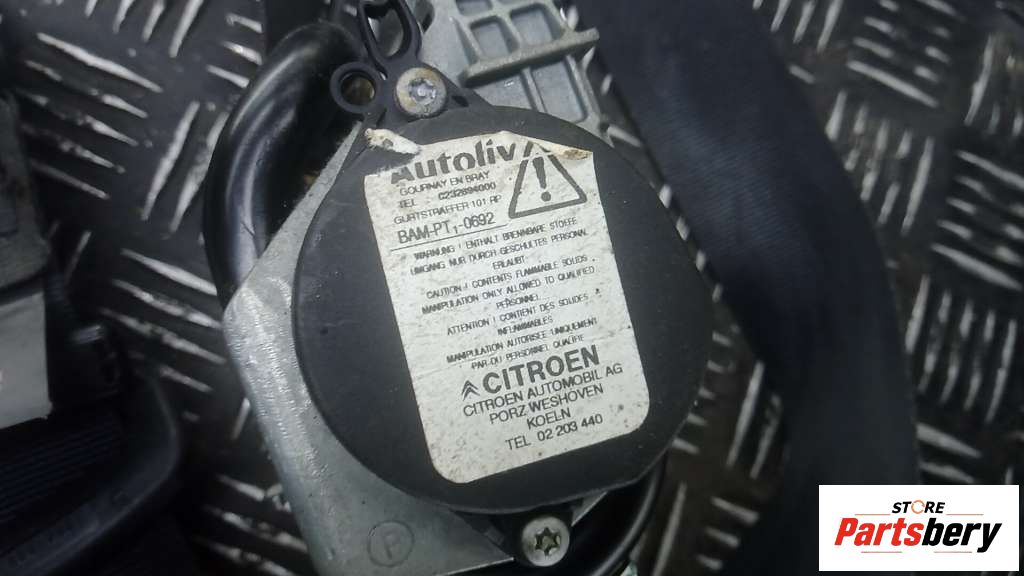 Autoliv
GOURNAY EN BRAY
TEL : 0232894000
GURTSTRAFFER 101 RP
BAM-PT1-0692
WARNUNG ! ENTHALT BRENNBARE STOFFE
UMGANG NUR DURCH GESCHULTES PERSONAL
ERLAUBT
CAUTION ! CONTENTS FLAMMABLE SOLIDS
MANIPULATION ONLY ALLOWED TO QUALIFIED
PERSONNEL
ATTENTION ! CONTIENT DES SOLIDES
INFLAMMABLES
MANIPULATION AUTORISEE UNIQUEMENT
PAR DU PERSONNEL QUALIFIE
CITROEN
CITROEN AUTOMOBIL AG
PORZ WESHOVEN
KOELN
TEL 02 203 440
P
STORE
Partsbery